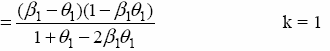 = (β₁ − θ₁)(1 − β₁θ₁) / 1 + θ₁ − 2β₁θ₁ k = 1